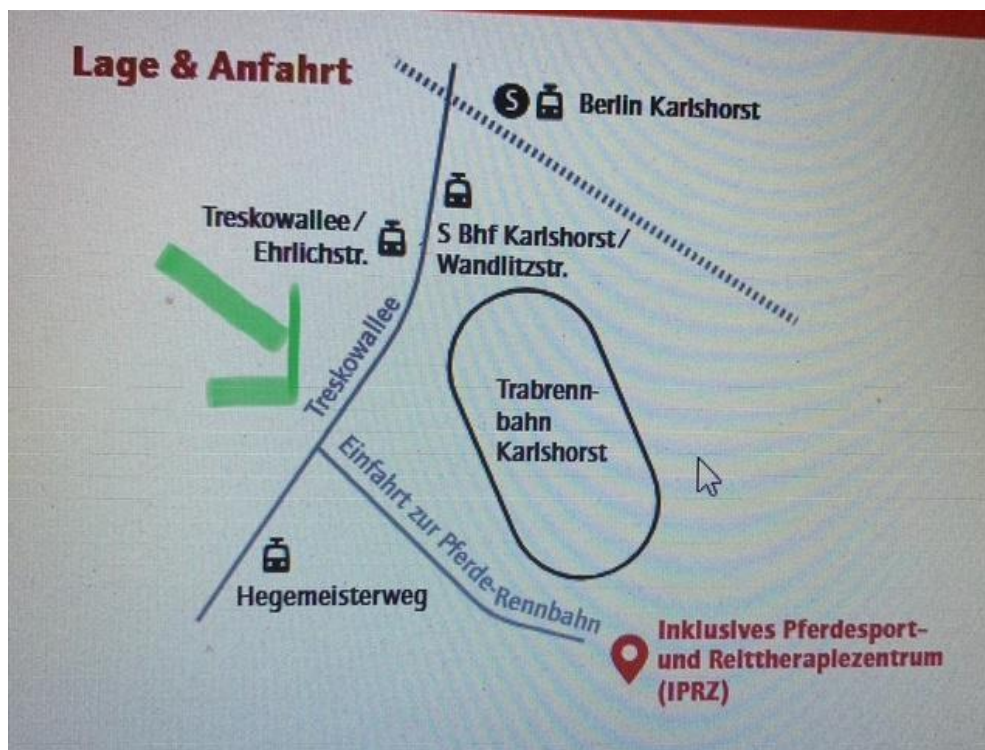 Lage & Anfahrt
S
Berlin Karlshorst
Treskowallee/
Ehrlichstr.
S Bhf Karlshorst/
Wandlitzstr.
Treskowallee
Trabrenn-
bahn
Karlshorst
Einfahrt zur Pferde-Rennbahn
Hegemeisterweg
Inklusives Pferdesport-
und Reittherapiezentrum
(IPRZ)